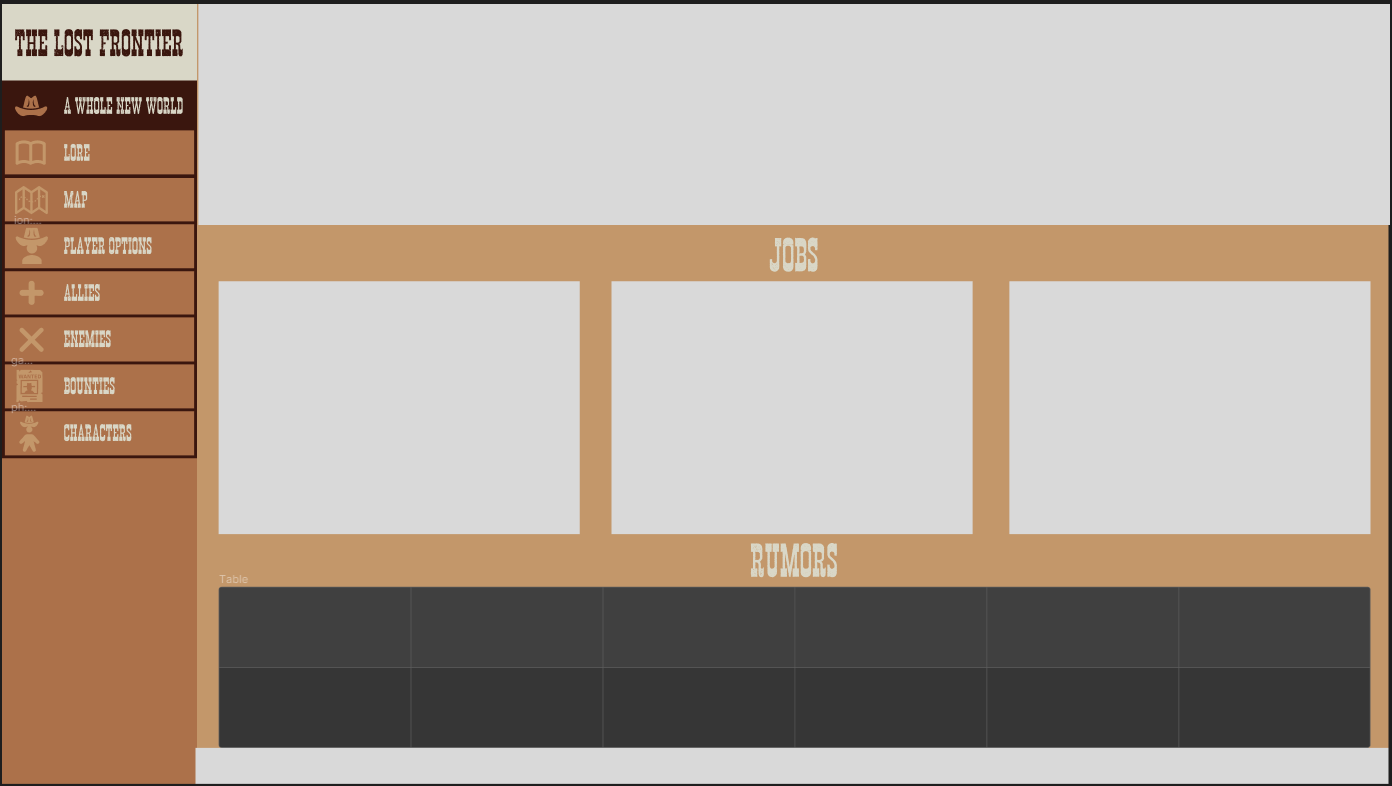 THE LOST FRONTIER
A WHOLE NEW WORLD
LORE
MAP
ion:...
PLAYER OPTIONS
ALLIES
ENEMIES
ga...
BOUNTIES
ph:...
CHARACTERS
JOBS
RUMORS
Table